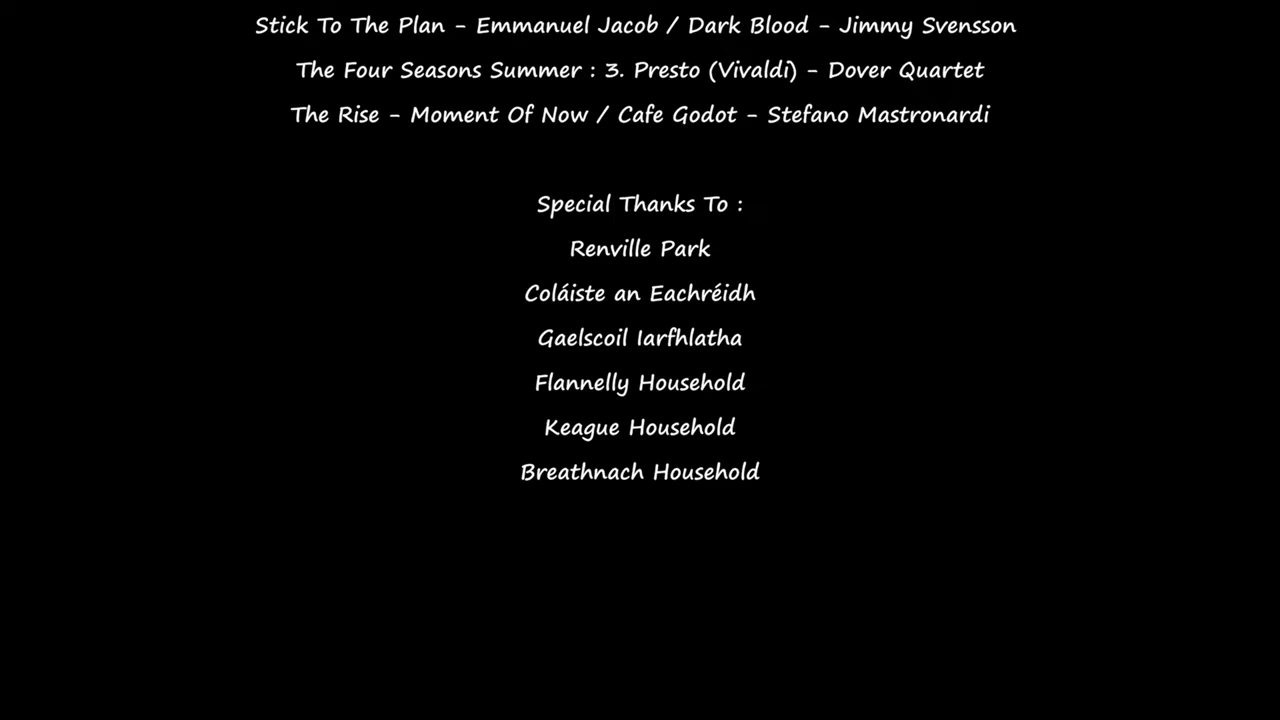 Stick To The Plan - Emmanuel Jacob / Dark Blood - Jimmy Svensson
The Four Seasons Summer : 3. Presto (Vivaldi) - Dover Quartet
The Rise - Moment Of Now / Cafe Godot - Stefano Mastronardi
Special Thanks To :
Renville Park
Coláiste an Eachréidh
Gaelscoil Iarfhlatha
Flannelly Household
Keague Household
Breathnach Household